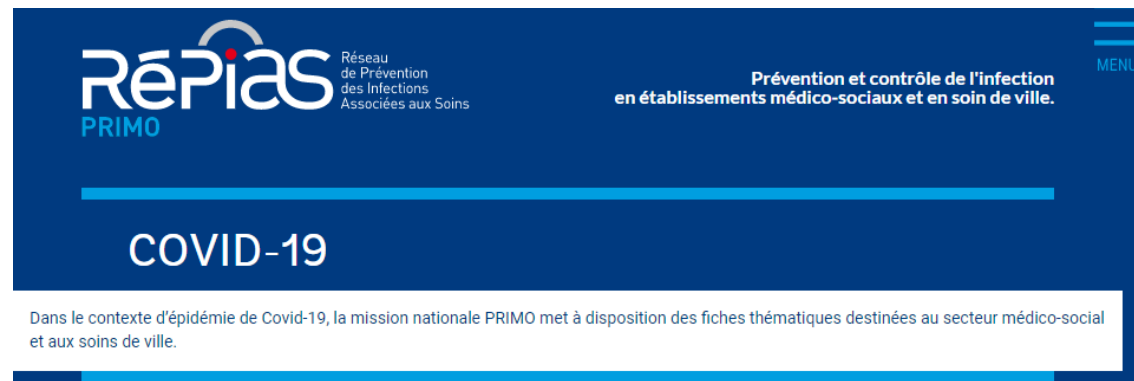 RéPias
PRIMO
Réseau
de Prévention
des Infections
Associées aux Soins
Prévention et contrôle de l'infection
en établissements médico-sociaux et en soin de ville.
MENU
COVID-19
Dans le contexte d'épidémie de Covid-19, la mission nationale PRIMO met à disposition des fiches thématiques destinées au secteur médico-social
et aux soins de ville.